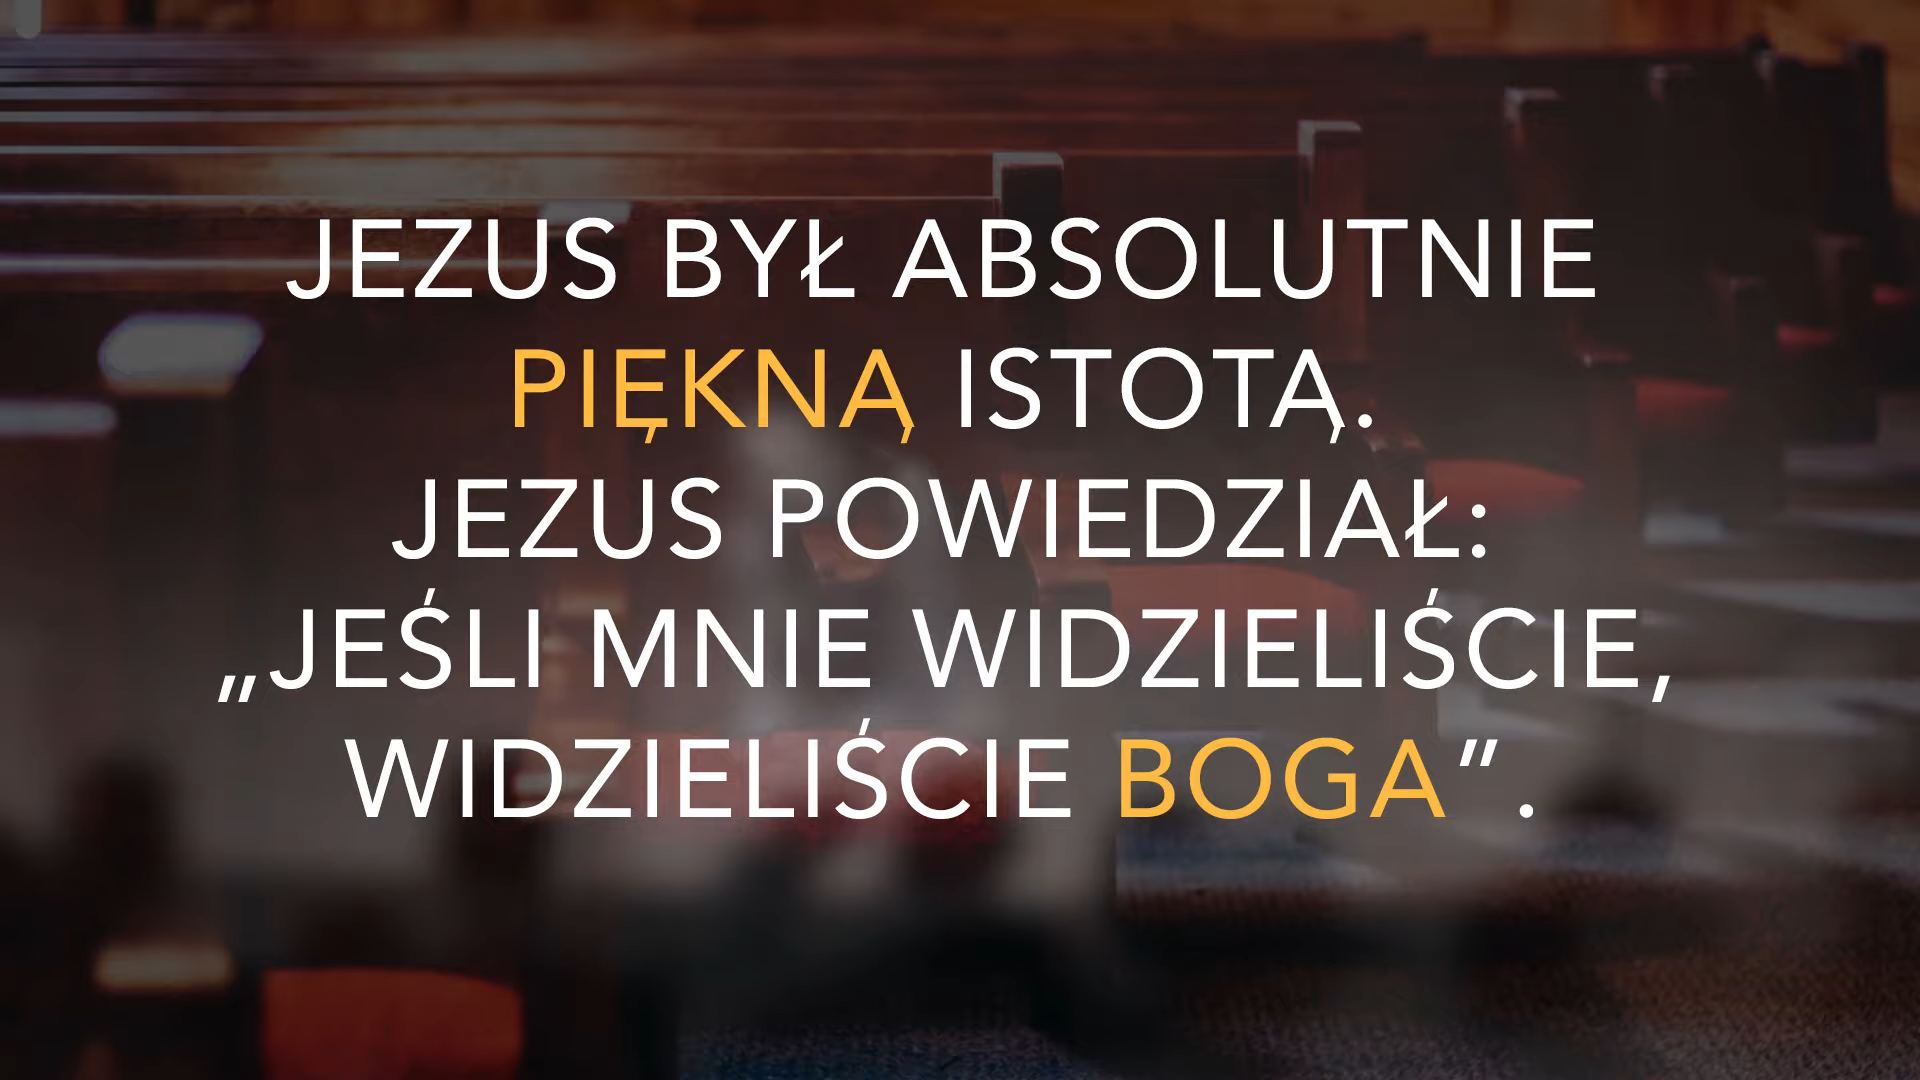 JEZUS BYŁ ABSOLUTNIE
PIĘKNĄ ISTOTĄ.
JEZUS POWIEDZIAŁ:
„JEŚLI MNIE WIDZIELIŚCIE,
WIDZIELIŚCIE BOGA”.